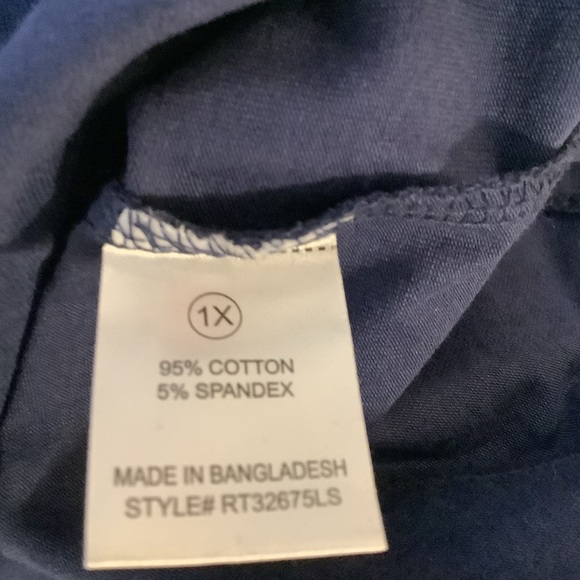 1X
95% COTTON
5% SPANDEX
MADE IN BANGLADESH
STYLE# RT32675LS